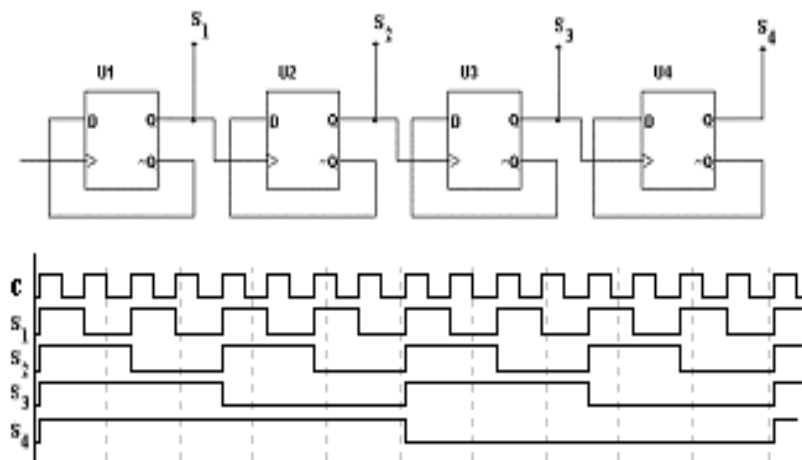 S1 S2 S3 S4
U1 U2 U3 U4
D Q D Q D Q D Q
~Q ~Q ~Q ~Q
C
S1
S2
S3
S4